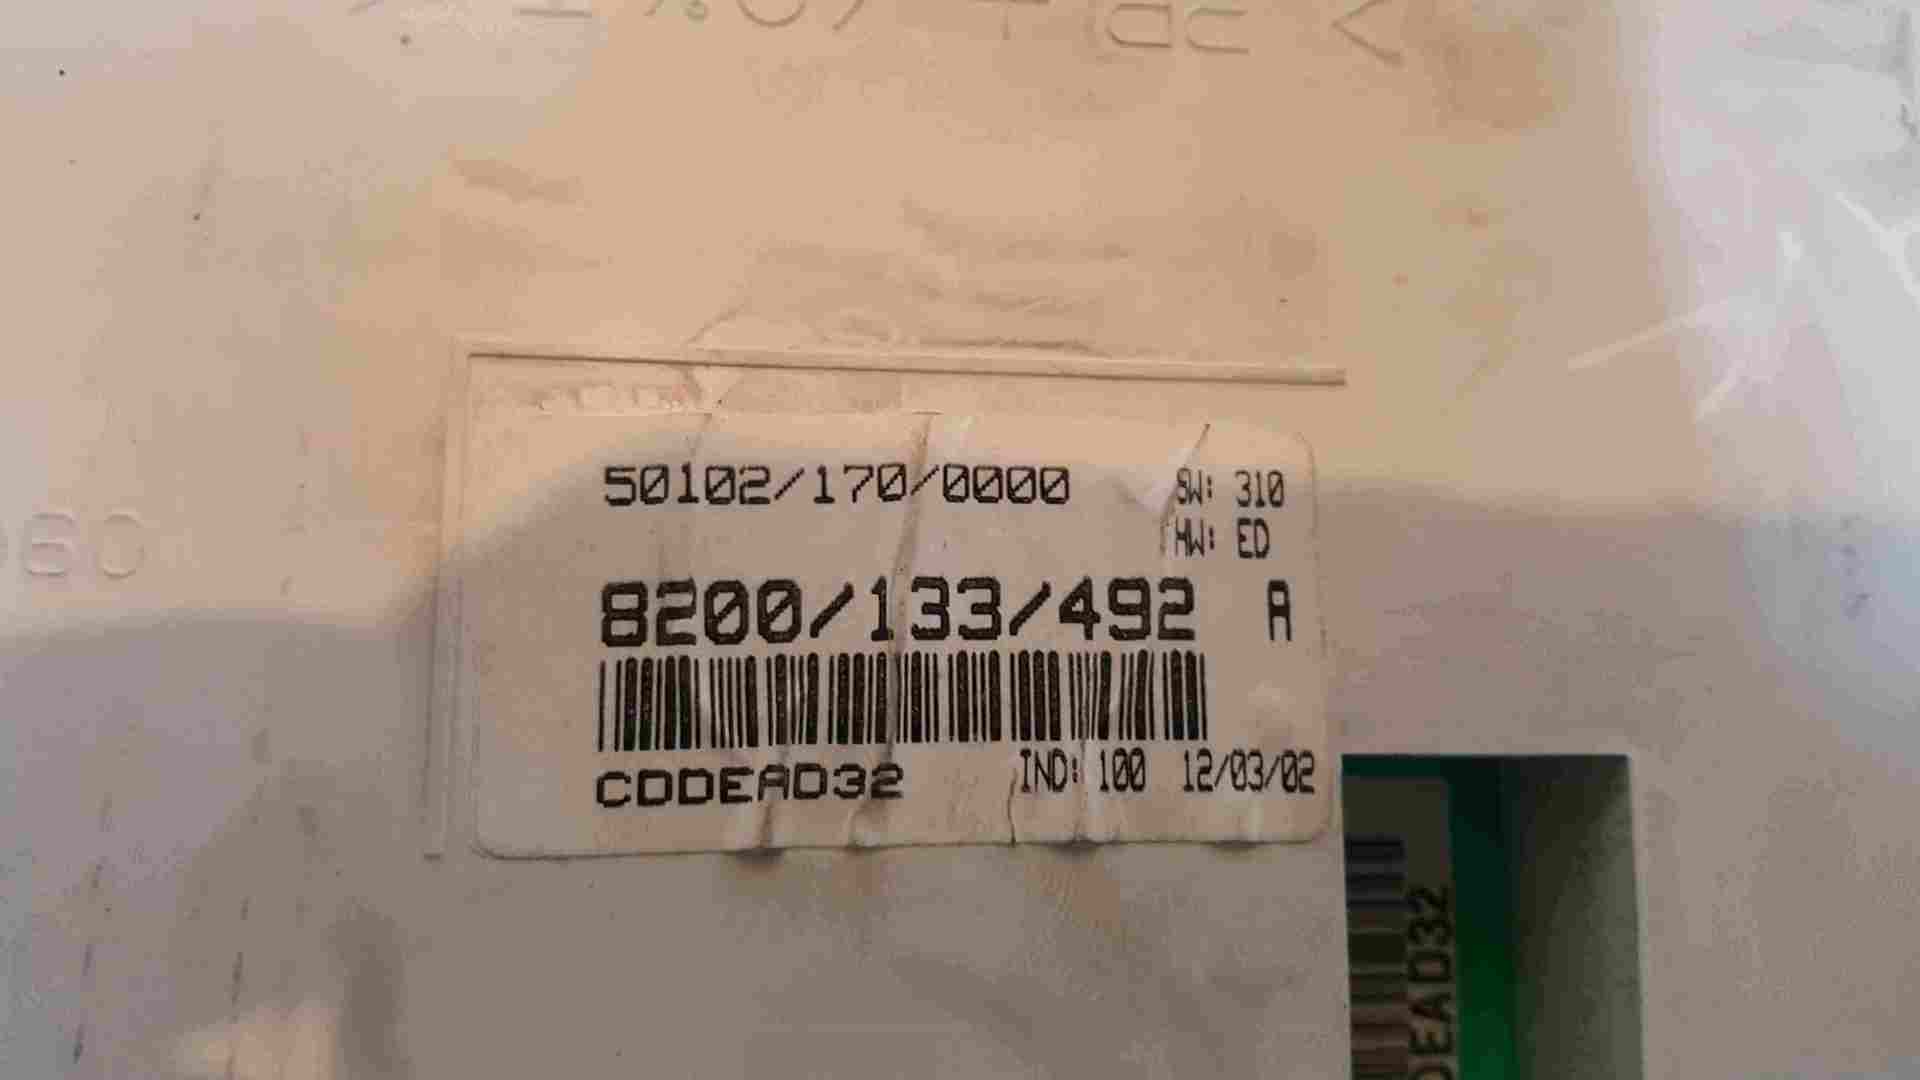 50102/170/0000
SW: 310
HW: ED
8200/133/492 A
CDDEAD32
IND: 100 12/03/02
DEAD32